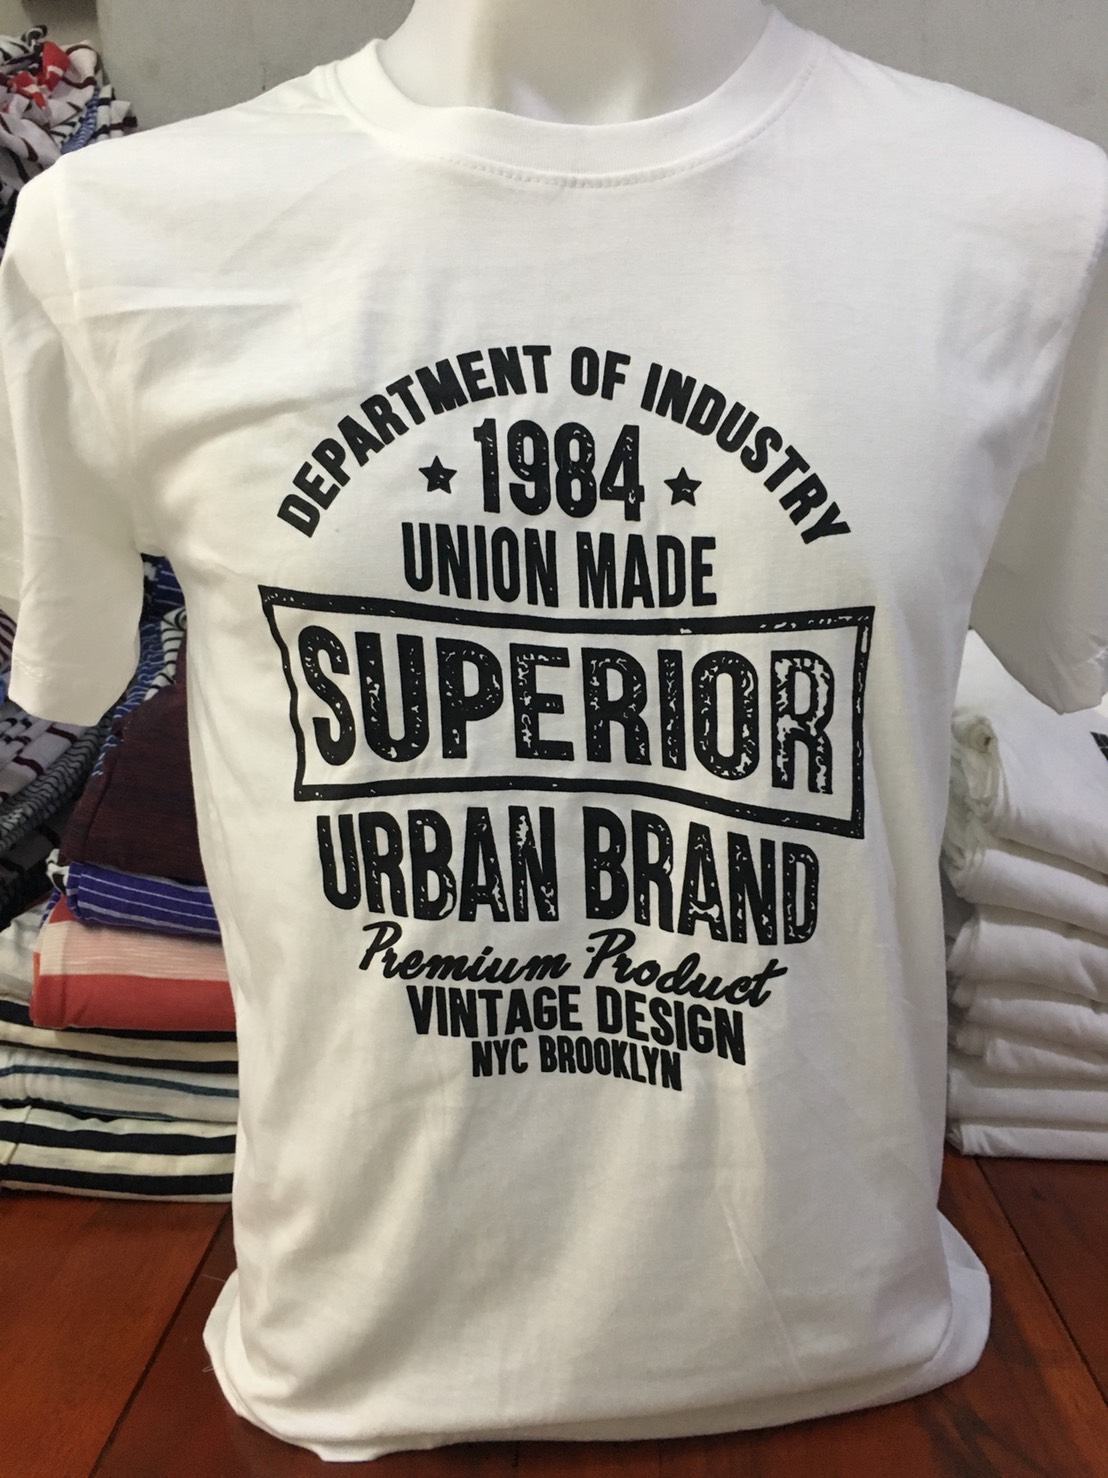 DEPARTMENT OF INDUSTRY
1984
UNION MADE
SUPERIOR
URBAN BRAND
Premium Product
VINTAGE DESIGN
NYC BROOKLYN